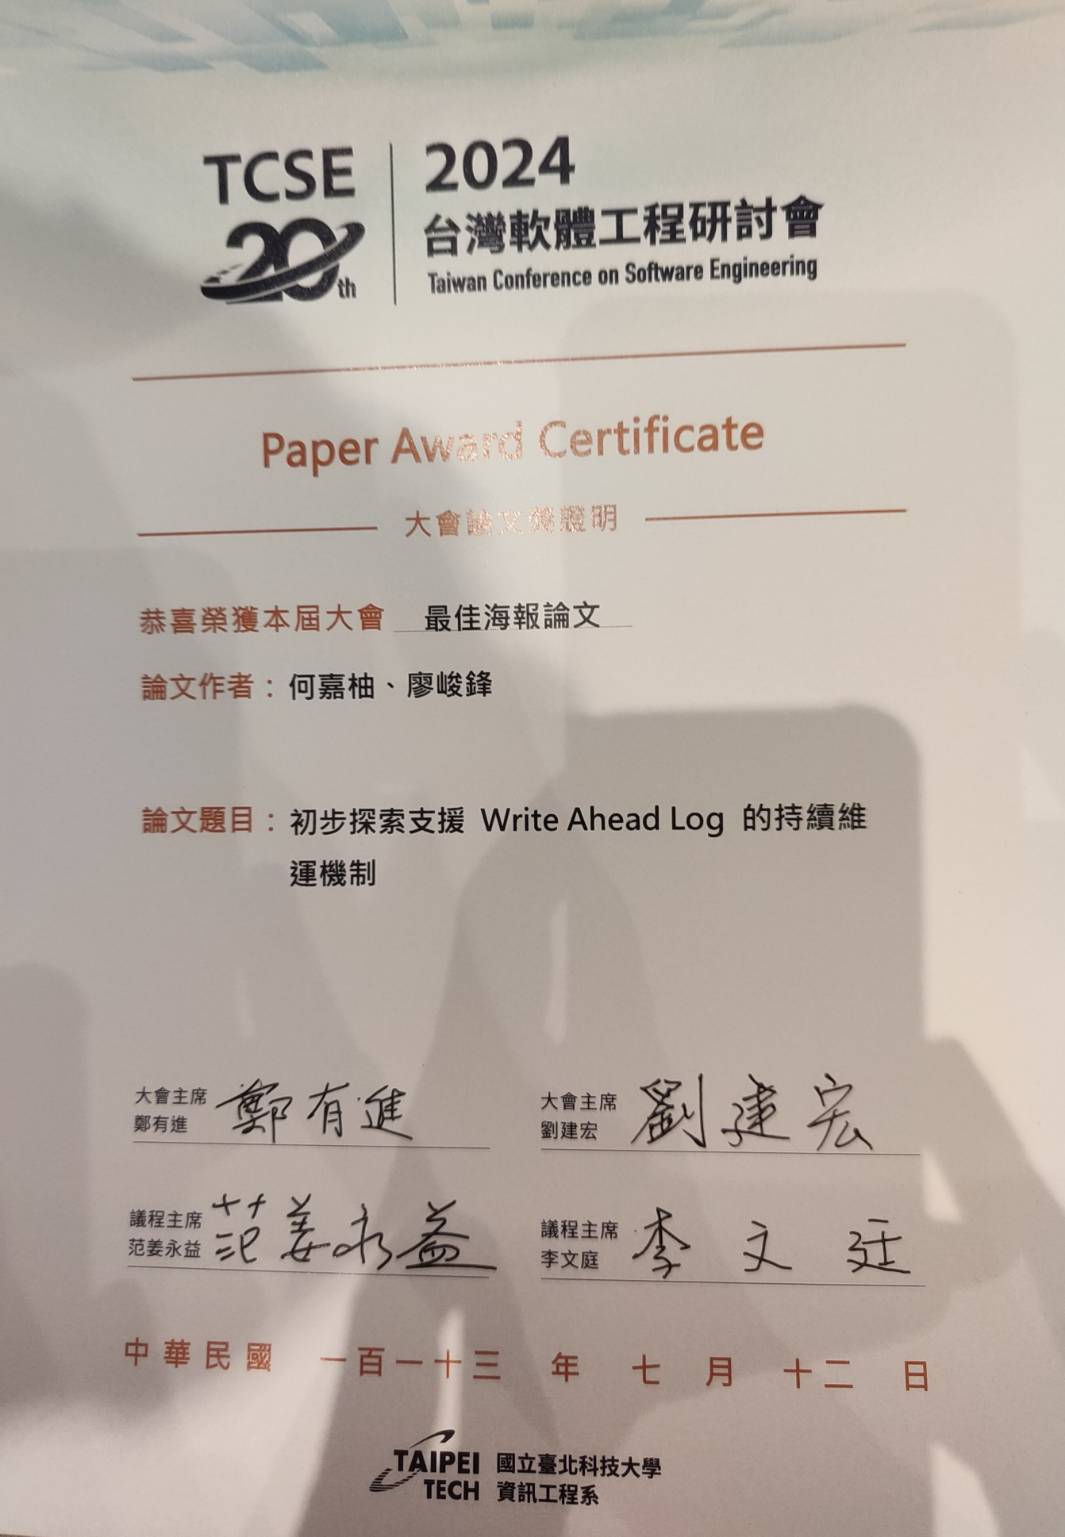 TCSE
20th
2024
台灣軟體工程研討會
Taiwan Conference on Software Engineering
Paper Award Certificate
大會論文獎證明
恭喜榮獲本屆大會 最佳海報論文
論文作者：何嘉柚、廖峻鋒
論文題目：初步探索支援 Write Ahead Log 的持續維
運機制
大會主席
鄭有進 鄭有進
大會主席
劉建宏 劉建宏
議程主席
范姜永益 范姜永益
議程主席
李文庭 李文廷
中華民國 一百一十三 年 七 月 十二 日
TAIPEI
TECH
國立臺北科技大學
資訊工程系